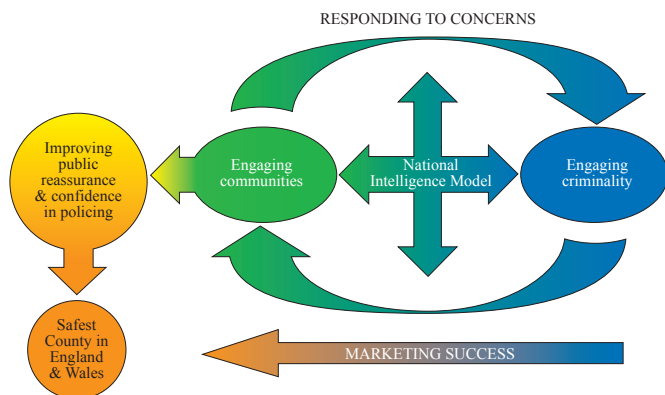 RESPONDING TO CONCERNS
Improving
public
reassurance
& confidence
in policing
Engaging
communities
National
Intelligence Model
Engaging
criminality
Safest
County in
England
& Wales
MARKETING SUCCESS